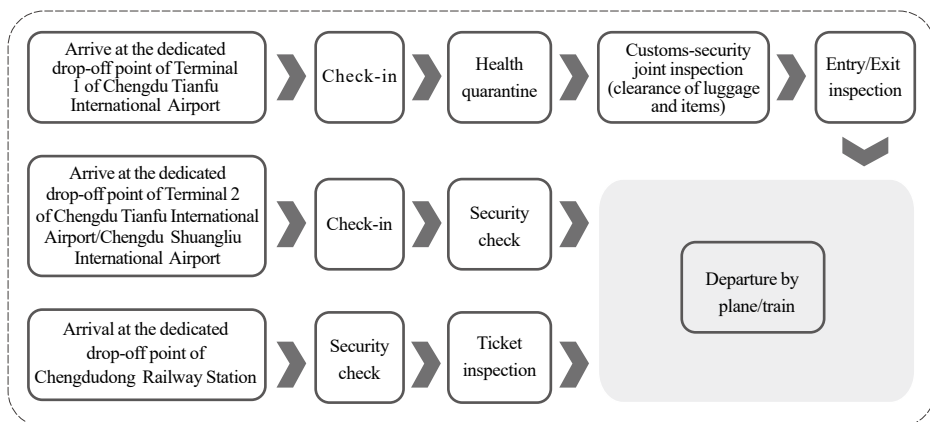 Arrive at the dedicated
drop-off point of Terminal
1 of Chengdu Tianfu
International Airport
Check-in
Health
quarantine
Customs-security
joint inspection
(clearance of luggage
and items)
Entry/Exit
inspection
Arrive at the dedicated
drop-off point of Terminal 2
of Chengdu Tianfu International
Airport/Chengdu Shuangliu
International Airport
Check-in
Security
check
Departure by
plane/train
Arrival at the dedicated
drop-off point of
Chengdudong Railway Station
Security
check
Ticket
inspection